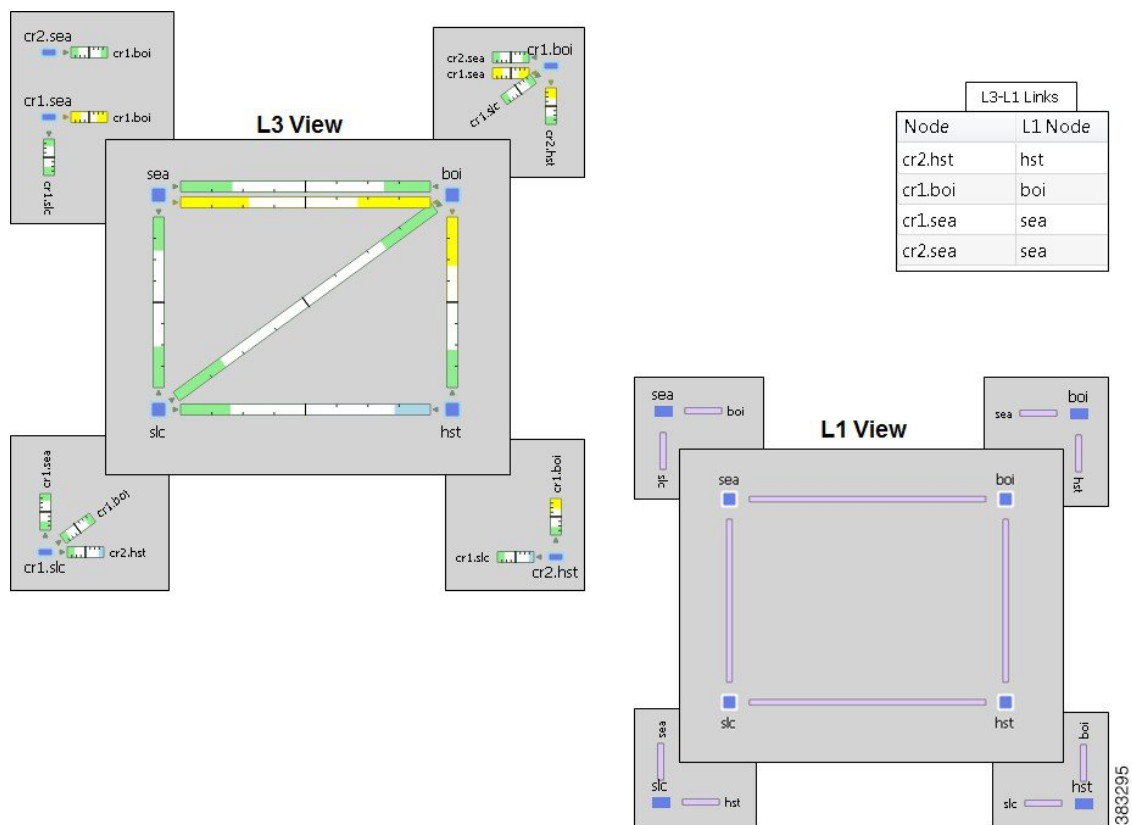 cr2.sea
cr1.boi
cr1.sea
cr1.boi
cr1.slc
cr1.boi
cr2.sea
cr1.sea
cr1.slc
cr2.hst
L3 View
sea
boi
slc
hst
cr1.sea
cr1.boi
cr2.hst
cr1.slc
cr1.boi
cr1.slc
cr2.hst
L3-L1 Links
Node L1 Node
cr2.hst hst
cr1.boi boi
cr1.sea sea
cr2.sea sea
sea
boi
slc
boi
sea
hst
L1 View
sea
boi
slc
hst
sea
slc
hst
boi
hst
slc
383295